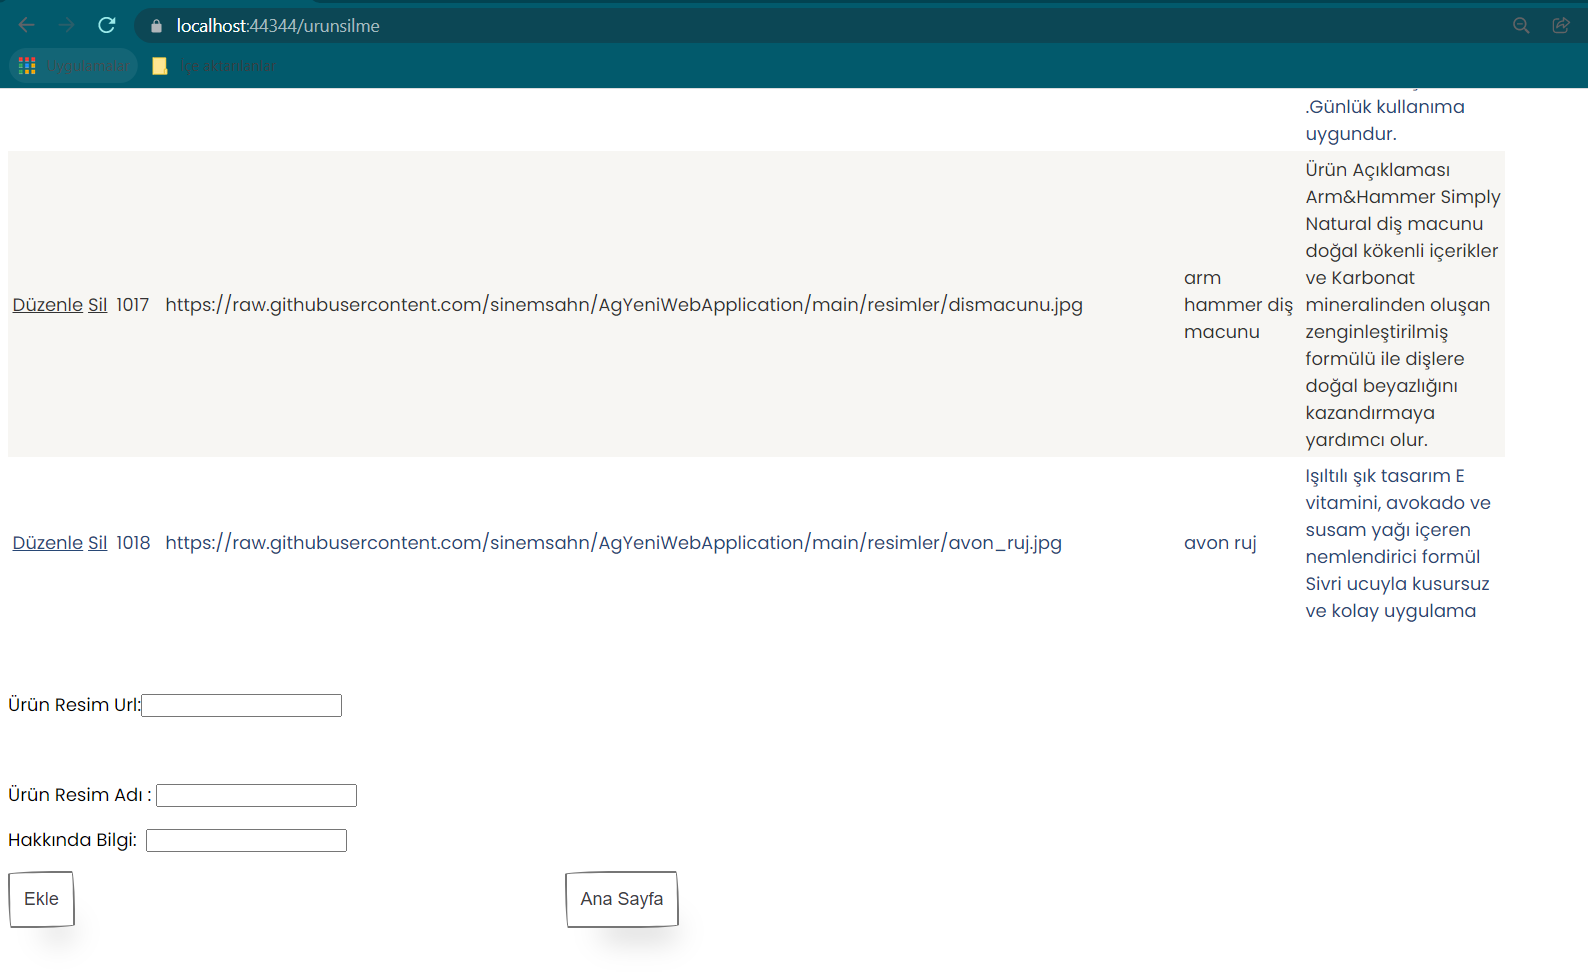 localhost:44344/urunsilme
Uygulamalar
İçe aktarılanlar
.Günlük kullanıma
uygundur.
Düzenle Sil 1017 https://raw.githubusercontent.com/sinemsahn/AgYeniWebApplication/main/resimler/dismacunu.jpg
arm
hammer diş
macunu
Ürün Açıklaması
Arm&Hammer Simply
Natural diş macunu
doğal kökenli içerikler
ve Karbonat
mineralinden oluşan
zenginleştirilmiş
formülü ile dişlere
doğal beyazlığını
kazandırmaya
yardımcı olur.
Düzenle Sil 1018 https://raw.githubusercontent.com/sinemsahn/AgYeniWebApplication/main/resimler/avon_ruj.jpg
avon ruj
Işıltılı şık tasarım E
vitamini, avokado ve
susam yağı içeren
nemlendirici formül
Sivri ucuyla kusursuz
ve kolay uygulama
Ürün Resim Url:
Ürün Resim Adı :
Hakkında Bilgi:
Ekle
Ana Sayfa